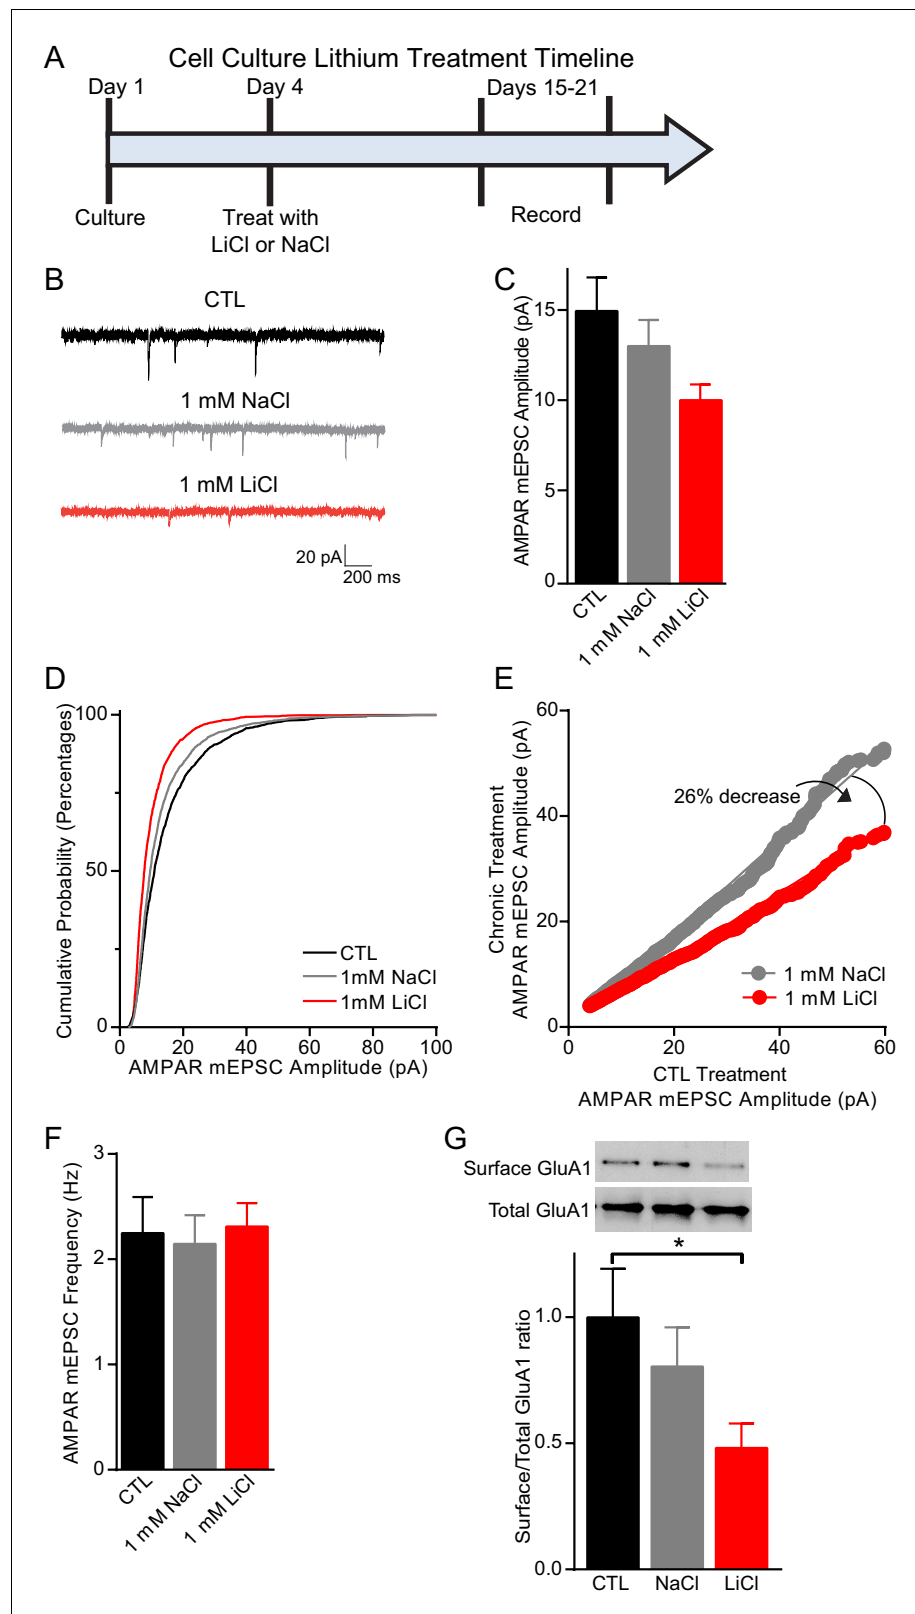 A
Cell Culture Lithium Treatment Timeline
Day 1
Day 4
Days 15-21
Culture
Treat with
LiCl or NaCl
Record
B
CTL
1 mM NaCl
1 mM LiCl
20 pA
200 ms
C
AMPAR mEPSC Amplitude (pA)
15
10
5
0
CTL
1 mM NaCl
1 mM LiCl
D
Cumulative Probability (Percentages)
100
50
0
CTL
1mM NaCl
1mM LiCl
0
20
40
60
80
100
AMPAR mEPSC Amplitude (pA)
E
Chronic Treatment
AMPAR mEPSC Amplitude (pA)
60
40
20
0
26% decrease
1 mM NaCl
1 mM LiCl
0
20
40
60
CTL Treatment
AMPAR mEPSC Amplitude (pA)
F
AMPAR mEPSC Frequency (Hz)
3
2
1
0
CTL
1 mM NaCl
1 mM LiCl
G
Surface GluA1
Total GluA1
*
Surface/Total GluA1 ratio
1.0
0.5
0.0
CTL
NaCl
LiCl